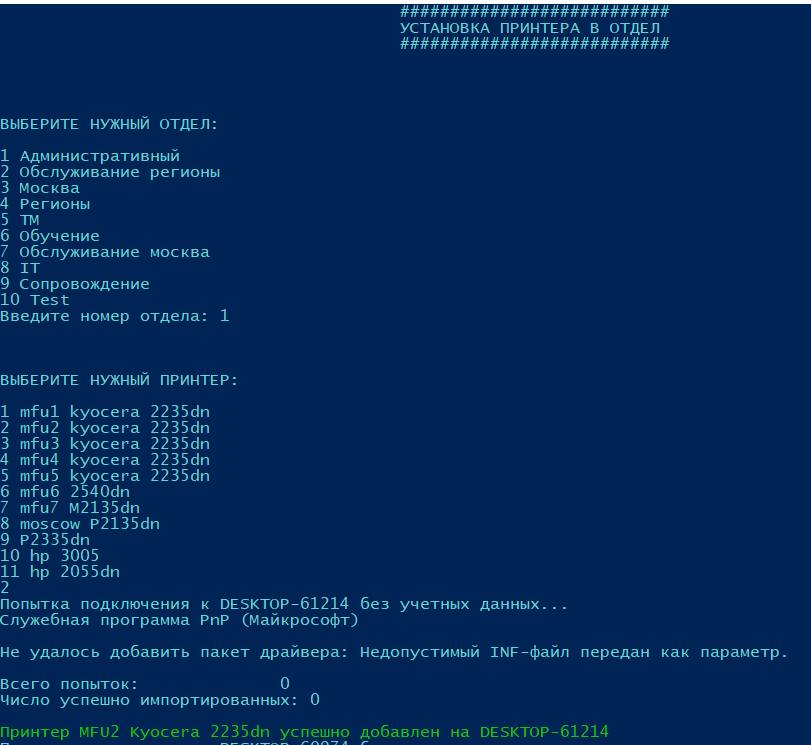 ###########################
УСТАНОВКА ПРИНТЕРА В ОТДЕЛ
###########################
ВЫБЕРИТЕ НУЖНЫЙ ОТДЕЛ:
1 Административный
2 Обслуживание регионы
3 Москва
4 Регионы
5 ТМ
6 Обучение
7 Обслуживание москва
8 IT
9 Сопровождение
10 Test
Введите номер отдела: 1
ВЫБЕРИТЕ НУЖНЫЙ ПРИНТЕР:
1 mfu1 kyocera 2235dn
2 mfu2 kyocera 2235dn
3 mfu3 kyocera 2235dn
4 mfu4 kyocera 2235dn
5 mfu5 kyocera 2235dn
6 mfu6 2540dn
7 mfu7 M2135dn
8 moscow P2135dn
9 P2335dn
10 hp 3005
11 hp 2055dn
2
Попытка подключения к DESKTOP-61214 без учетных данных...
Служебная программа PnP (Майкрософт)
Не удалось добавить пакет драйвера: Недопустимый INF-файл передан как параметр.
Всего попыток: 0
Число успешно импортированных: 0
Принтер MFU2 Kyocera 2235dn успешно добавлен на DESKTOP-61214